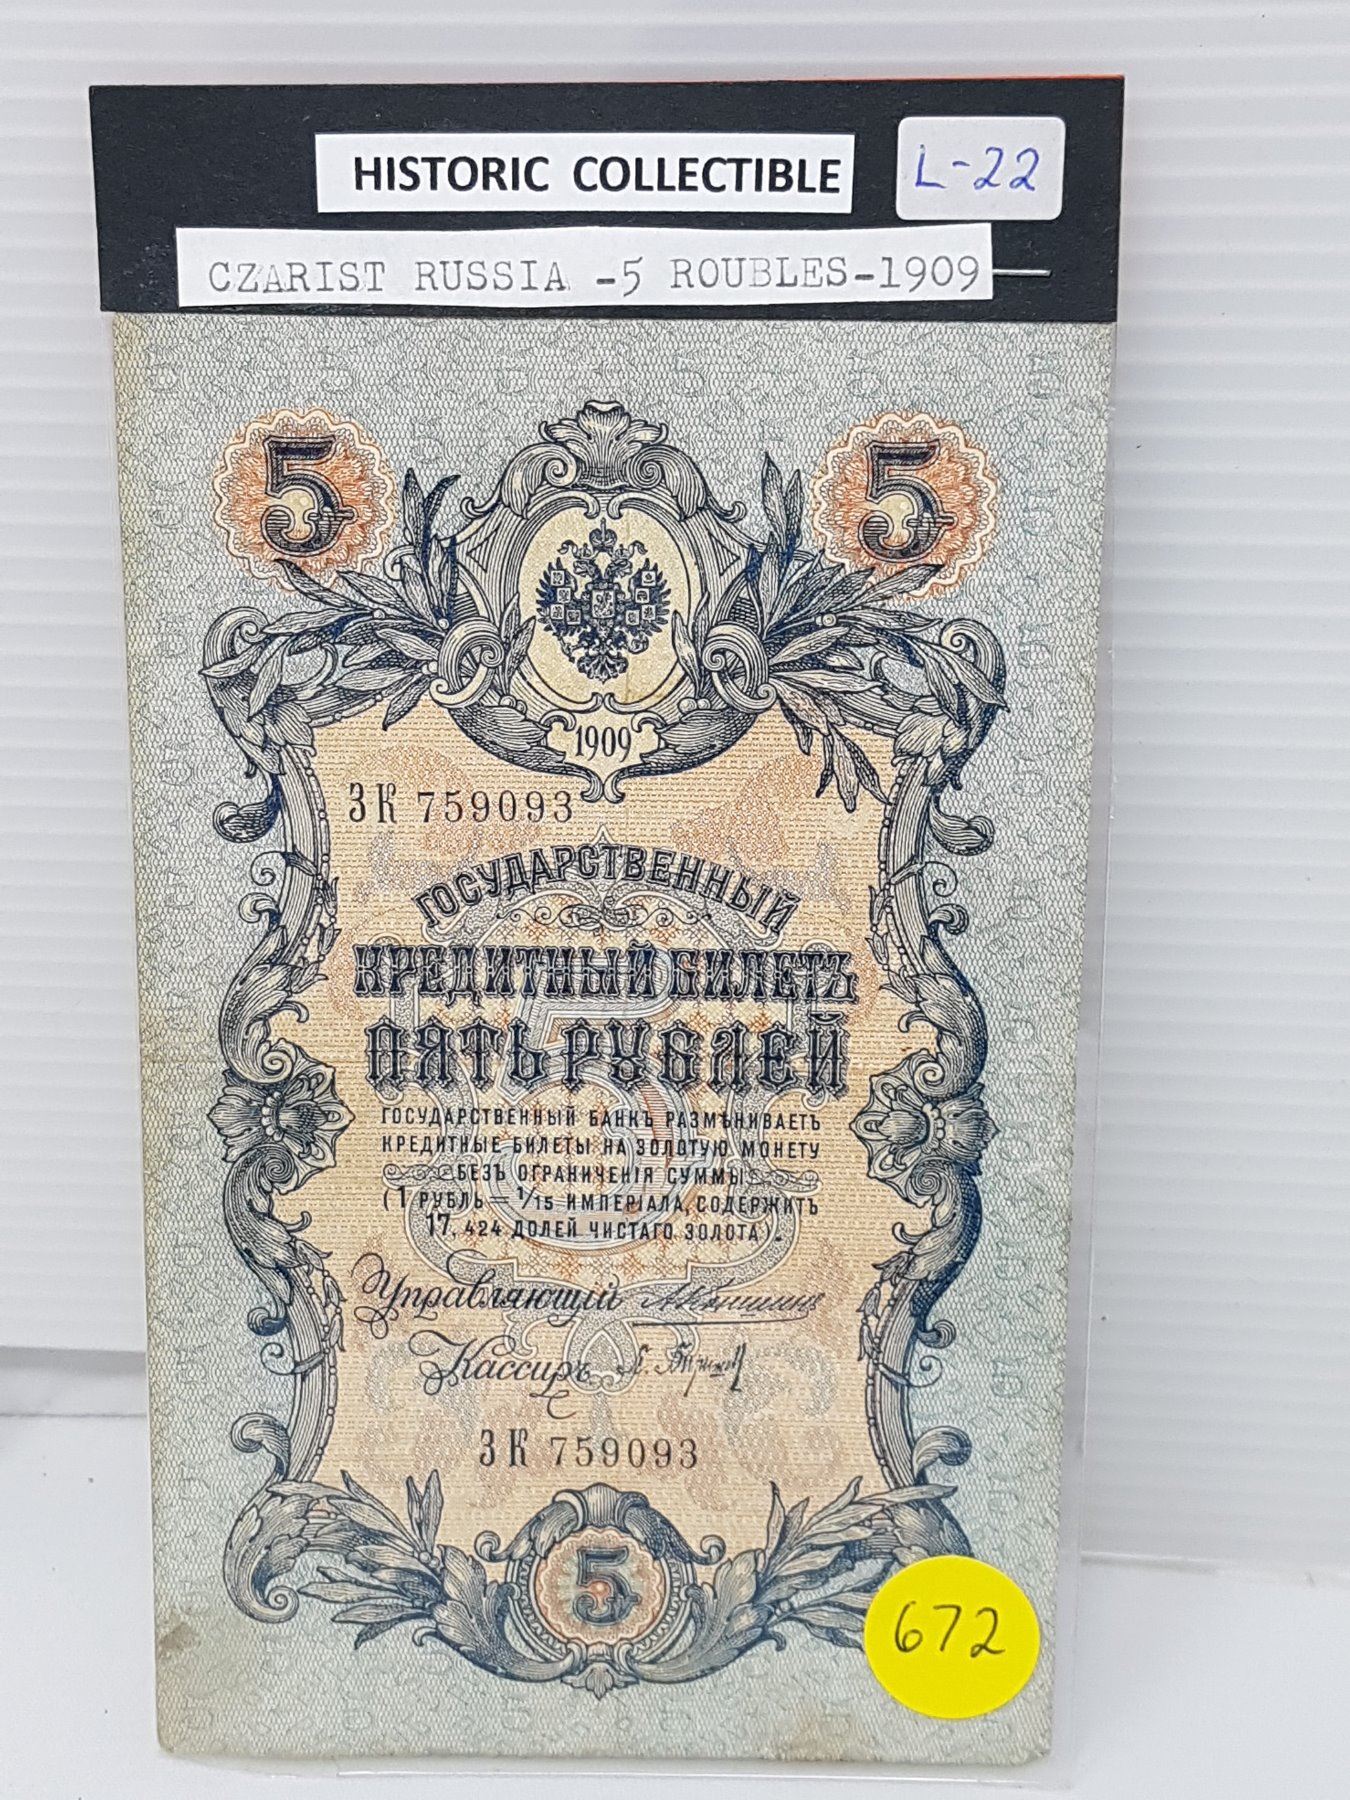 HISTORIC COLLECTIBLE
L-22
CZARIST RUSSIA -5 ROUBLES-1909
5 5
1909
ЗК 759093
ГОСУДАРСТВЕННЫЙ
КРЕДИТНЫЙ БИЛЕТЪ
ПЯТЬ РУБЛЕЙ
ГОСУДАРСТВЕННЫЙ БАНКЪ РАЗМѢНИВАЕТЪ
КРЕДИТНЫЕ БИЛЕТЫ НА ЗОЛОТУЮ МОНЕТУ
БЕЗЪ ОГРАНИЧЕНІЯ СУММЫ
(1 РУБЛЬ = 1/15 ИМПЕРІАЛА, СОДЕРЖИТЪ
17,424 ДОЛЕЙ ЧИСТАГО ЗОЛОТА).
Управляющій
Кассиръ
ЗК 759093
5
672